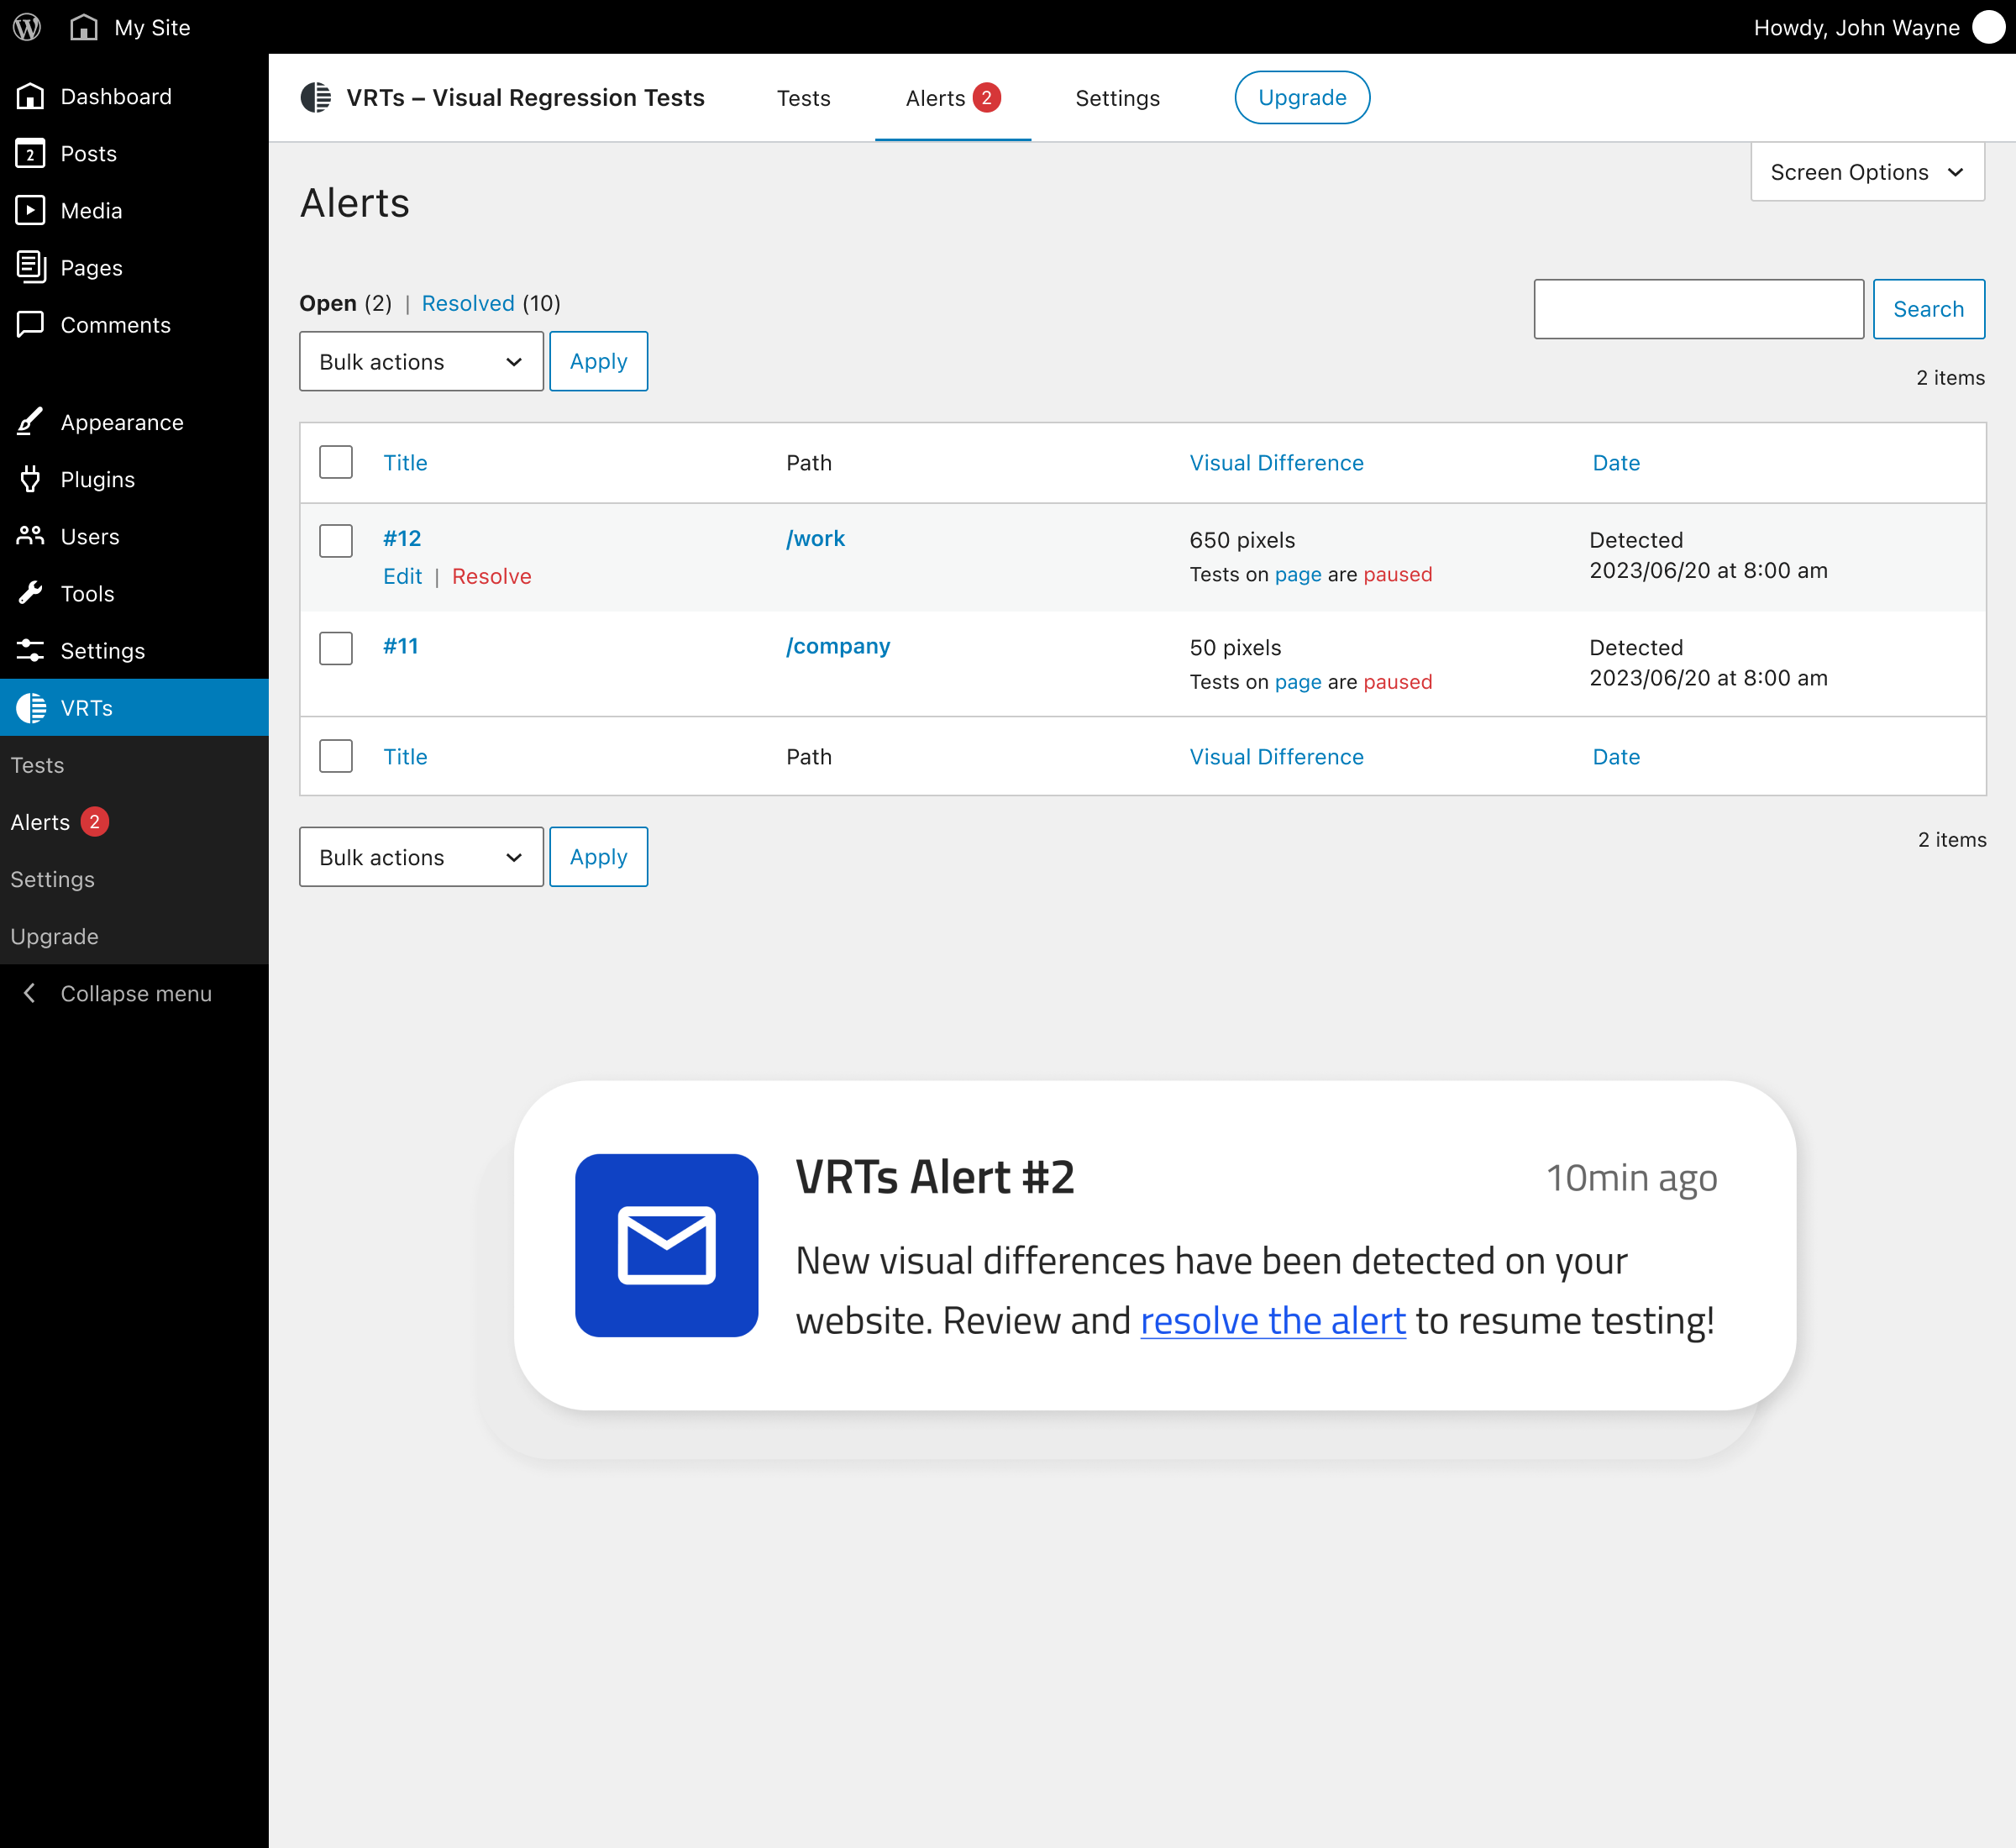 My Site
Howdy, John Wayne
Dashboard
2
Posts
Media
Pages
Comments
Appearance
Plugins
Users
Tools
Settings
VRTs
Tests
Alerts 2
Settings
Upgrade
Collapse menu
VRTs – Visual Regression Tests
Tests
Alerts 2
Settings
Upgrade
Screen Options
Alerts
Open (2) | Resolved (10)
Search
Bulk actions
Apply
2 items
Title Path Visual Difference Date
#12 /work 650 pixels Detected
Edit | Resolve Tests on page are paused 2023/06/20 at 8:00 am
#11 /company 50 pixels Detected
Tests on page are paused 2023/06/20 at 8:00 am
Title Path Visual Difference Date
Bulk actions
Apply
2 items
VRTs Alert #2
10min ago
New visual differences have been detected on your
website. Review and resolve the alert to resume testing!